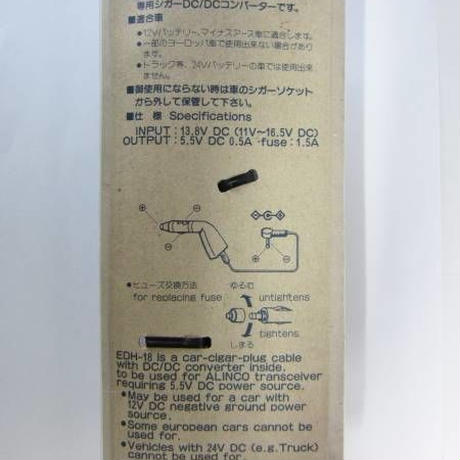 専用シガーDC/DCコンバーターです。
■適合車
●12Vバッテリー、マイナスアース車に適合します。
●一部のヨーロッパ車で使用出来ない場合があり
ます。
●トラック等、24Vバッテリーの車では使用出来
ません。
■御使用にならない時は車のシガーソケット
から外して保管して下さい。
■仕 様 Specifications
INPUT : 13.8V DC (11V~16.5V DC)
OUTPUT : 5.5V DC 0.5A fuse : 1.5A
●ヒューズ交換方法
for replacing fuse
ゆるむ
untightens
tightens
しまる
EDH-18 is a car-cigar-plug cable
with DC/DC converter inside.
to be used for ALINCO transceiver
requiring 5.5V DC power source.
●May be used for a car with
12V DC negative ground power
source.
●Some european cars cannot be
used for.
●Vehicles with 24V DC (e.g.Truck)
cannot be used for.